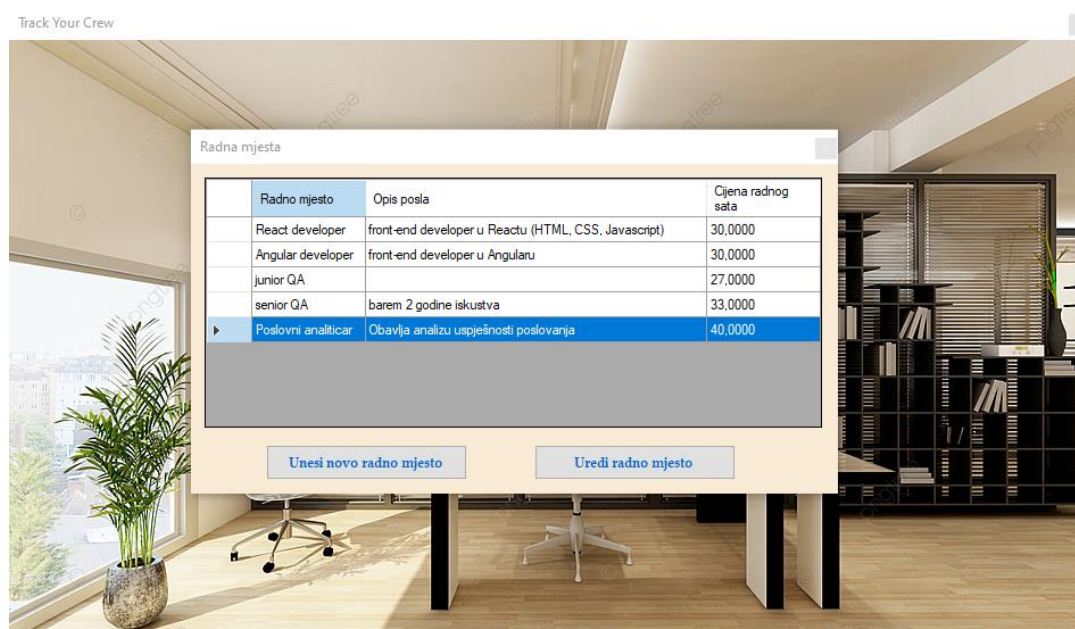 Track Your Crew
Radna mjesta
Radno mjesto Opis posla Cijena radnog sata
React developer front-end developer u Reactu (HTML, CSS, Javascript) 30,0000
Angular developer front-end developer u Angularu 30,0000
junior QA 27,0000
senior QA barem 2 godine iskustva 33,0000
Poslovni analiticar Obavlja analizu uspješnosti poslovanja 40,0000
Unesi novo radno mjesto Uredi radno mjesto